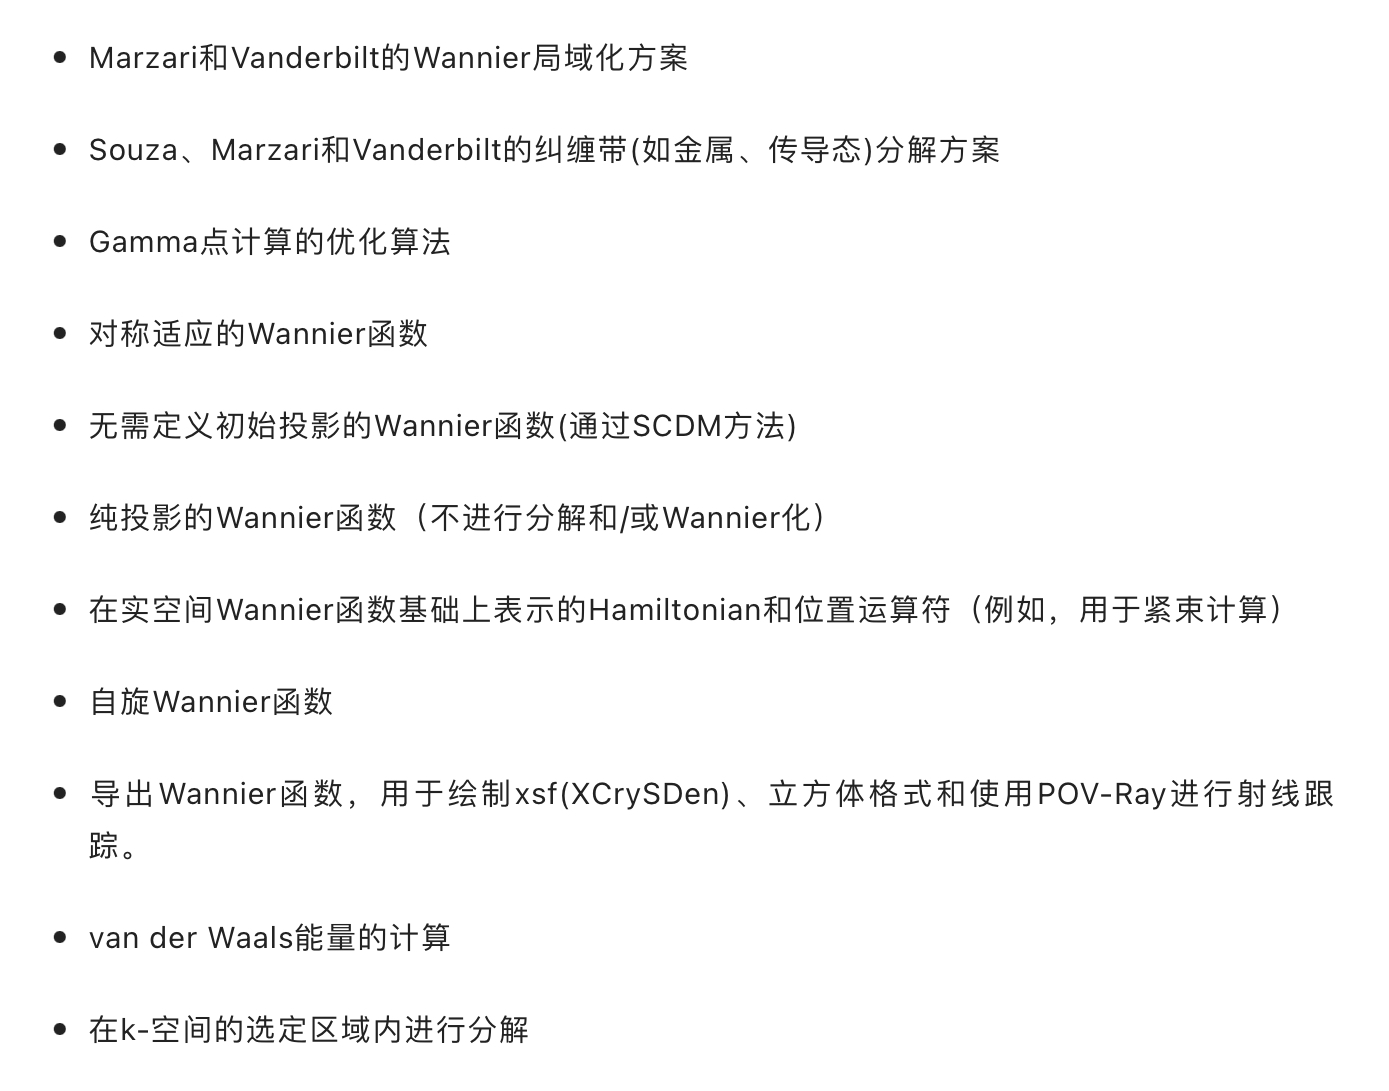 • Marzari和Vanderbilt的Wannier局域化方案
• Souza、Marzari和Vanderbilt的纠缠带(如金属、传导态)分解方案
• Gamma点计算的优化算法
• 对称适应的Wannier函数
• 无需定义初始投影的Wannier函数(通过SCDM方法)
• 纯投影的Wannier函数（不进行分解和/或Wannier化）
• 在实空间Wannier函数基础上表示的Hamiltonian和位置运算符（例如，用于紧束计算）
• 自旋Wannier函数
• 导出Wannier函数，用于绘制xsf(XCrySDen)、立方体格式和使用POV-Ray进行射线跟
踪。
• van der Waals能量的计算
• 在k-空间的选定区域内进行分解